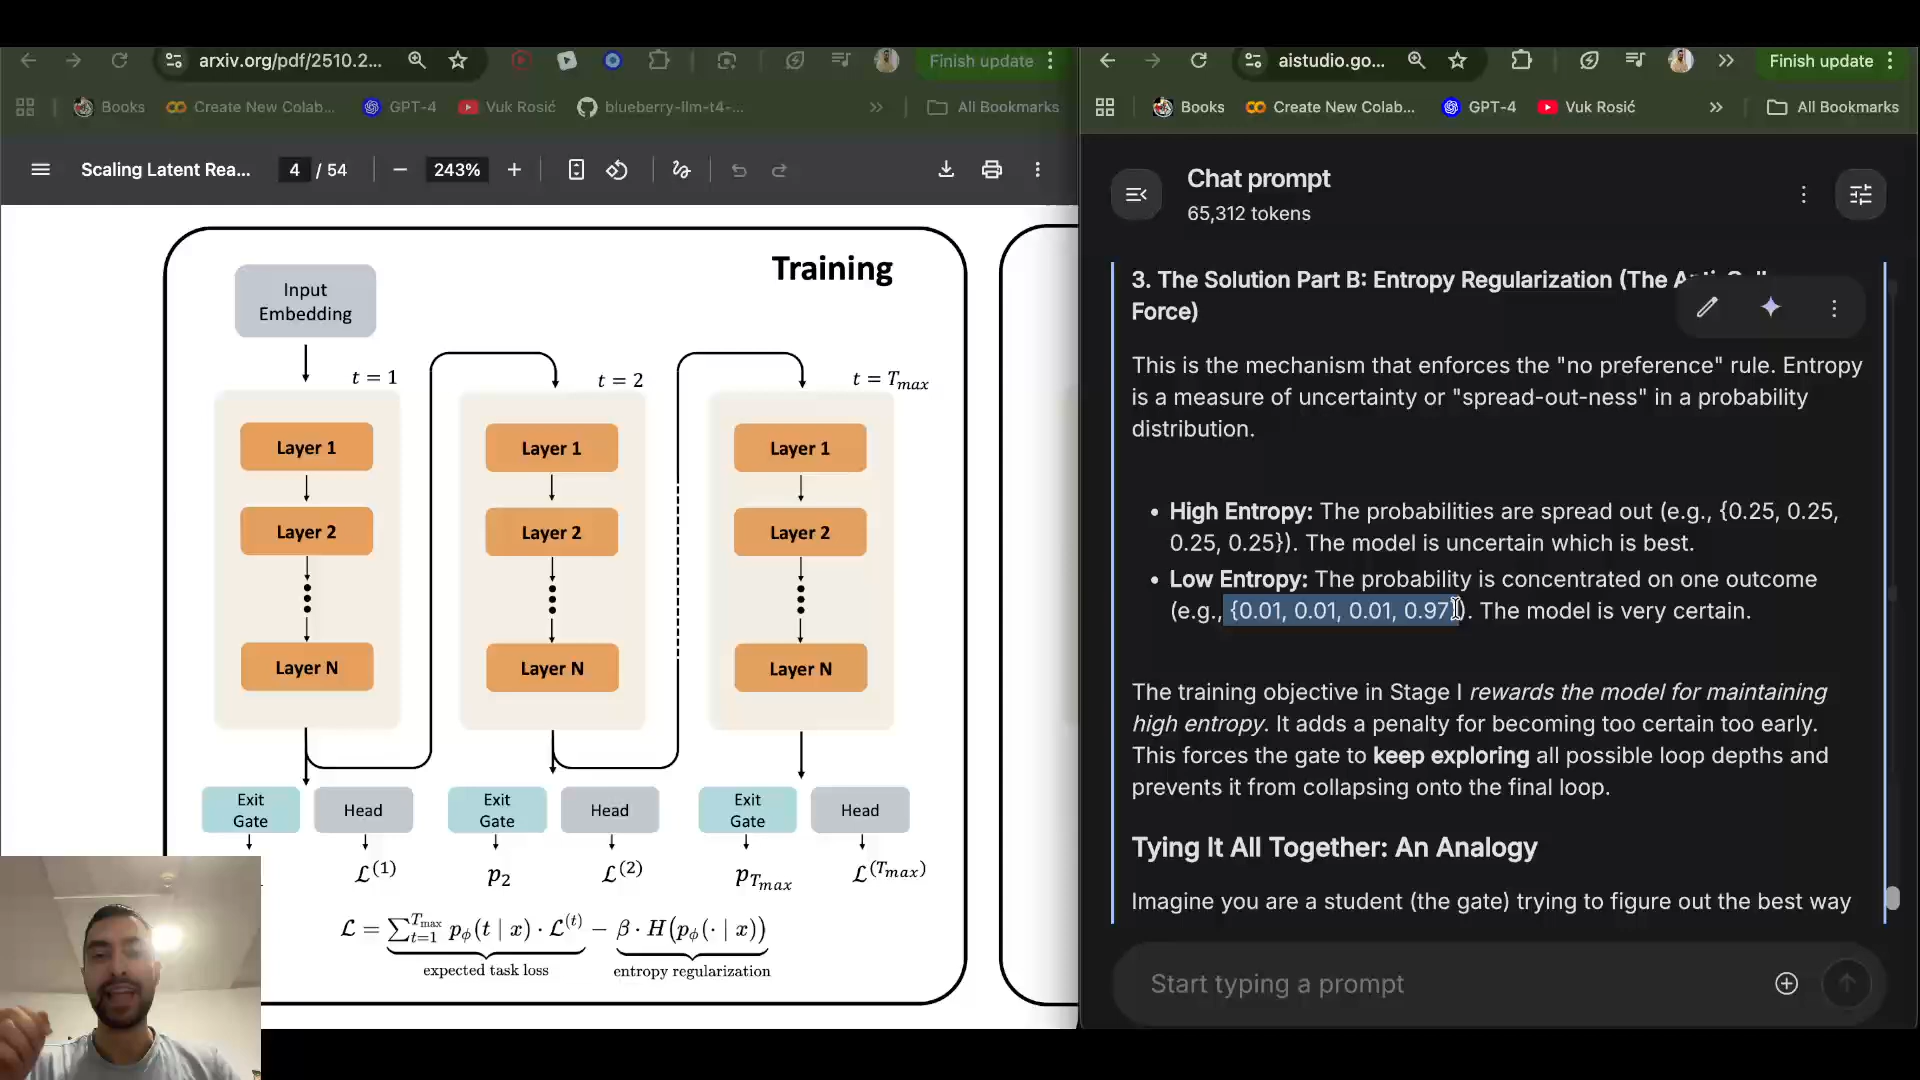 arxiv.org/pdf/2510.2...
Finish update
Books
Create New Colab...
GPT-4
Vuk Rosić
blueberry-llm-t4-...
All Bookmarks
Scaling Latent Rea...
4 / 54
243%
Training
Input
Embedding
t = 1
t = 2
t = T_max
Layer 1
Layer 1
Layer 1
Layer 2
Layer 2
Layer 2
Layer N
Layer N
Layer N
Exit
Gate
Head
Exit
Gate
Head
Exit
Gate
Head
ℒ^(1)
p_2
ℒ^(2)
p_{T_max}
ℒ^(T_max)
ℒ = ∑_{t=1}^{T_max} p_ϕ(t | x) · ℒ^(t) − β · H(p_ϕ(· | x))
expected task loss
entropy regularization
aistudio.go...
Finish update
Books
Create New Colab...
GPT-4
Vuk Rosić
All Bookmarks
Chat prompt
65,312 tokens
3. The Solution Part B: Entropy Regularization (The
Force)
This is the mechanism that enforces the "no preference" rule. Entropy
is a measure of uncertainty or "spread-out-ness" in a probability
distribution.
• High Entropy: The probabilities are spread out (e.g., {0.25, 0.25,
0.25, 0.25}). The model is uncertain which is best.
• Low Entropy: The probability is concentrated on one outcome
(e.g., {0.01, 0.01, 0.01, 0.97}). The model is very certain.
The training objective in Stage I rewards the model for maintaining
high entropy. It adds a penalty for becoming too certain too early.
This forces the gate to keep exploring all possible loop depths and
prevents it from collapsing onto the final loop.
Tying It All Together: An Analogy
Imagine you are a student (the gate) trying to figure out the best way
Start typing a prompt